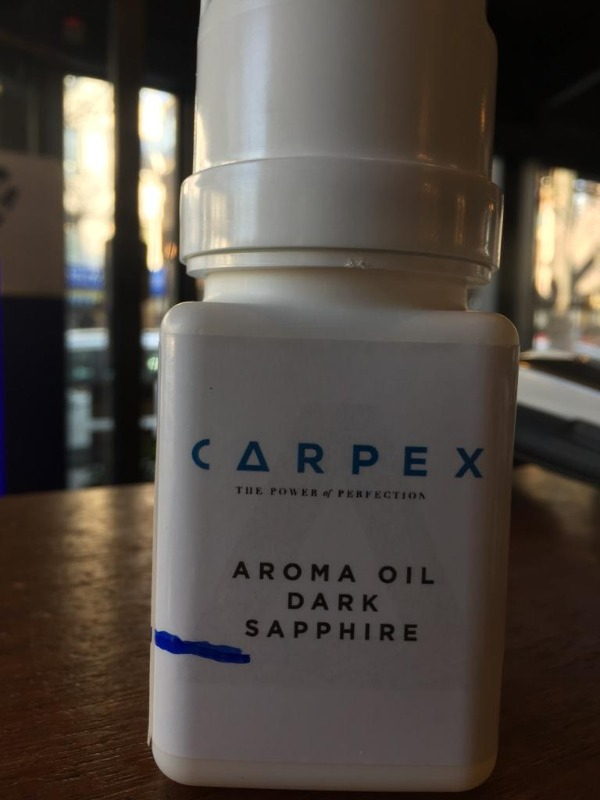 CARPEX
THE POWER of PERFECTION
AROMA OIL
DARK
SAPPHIRE